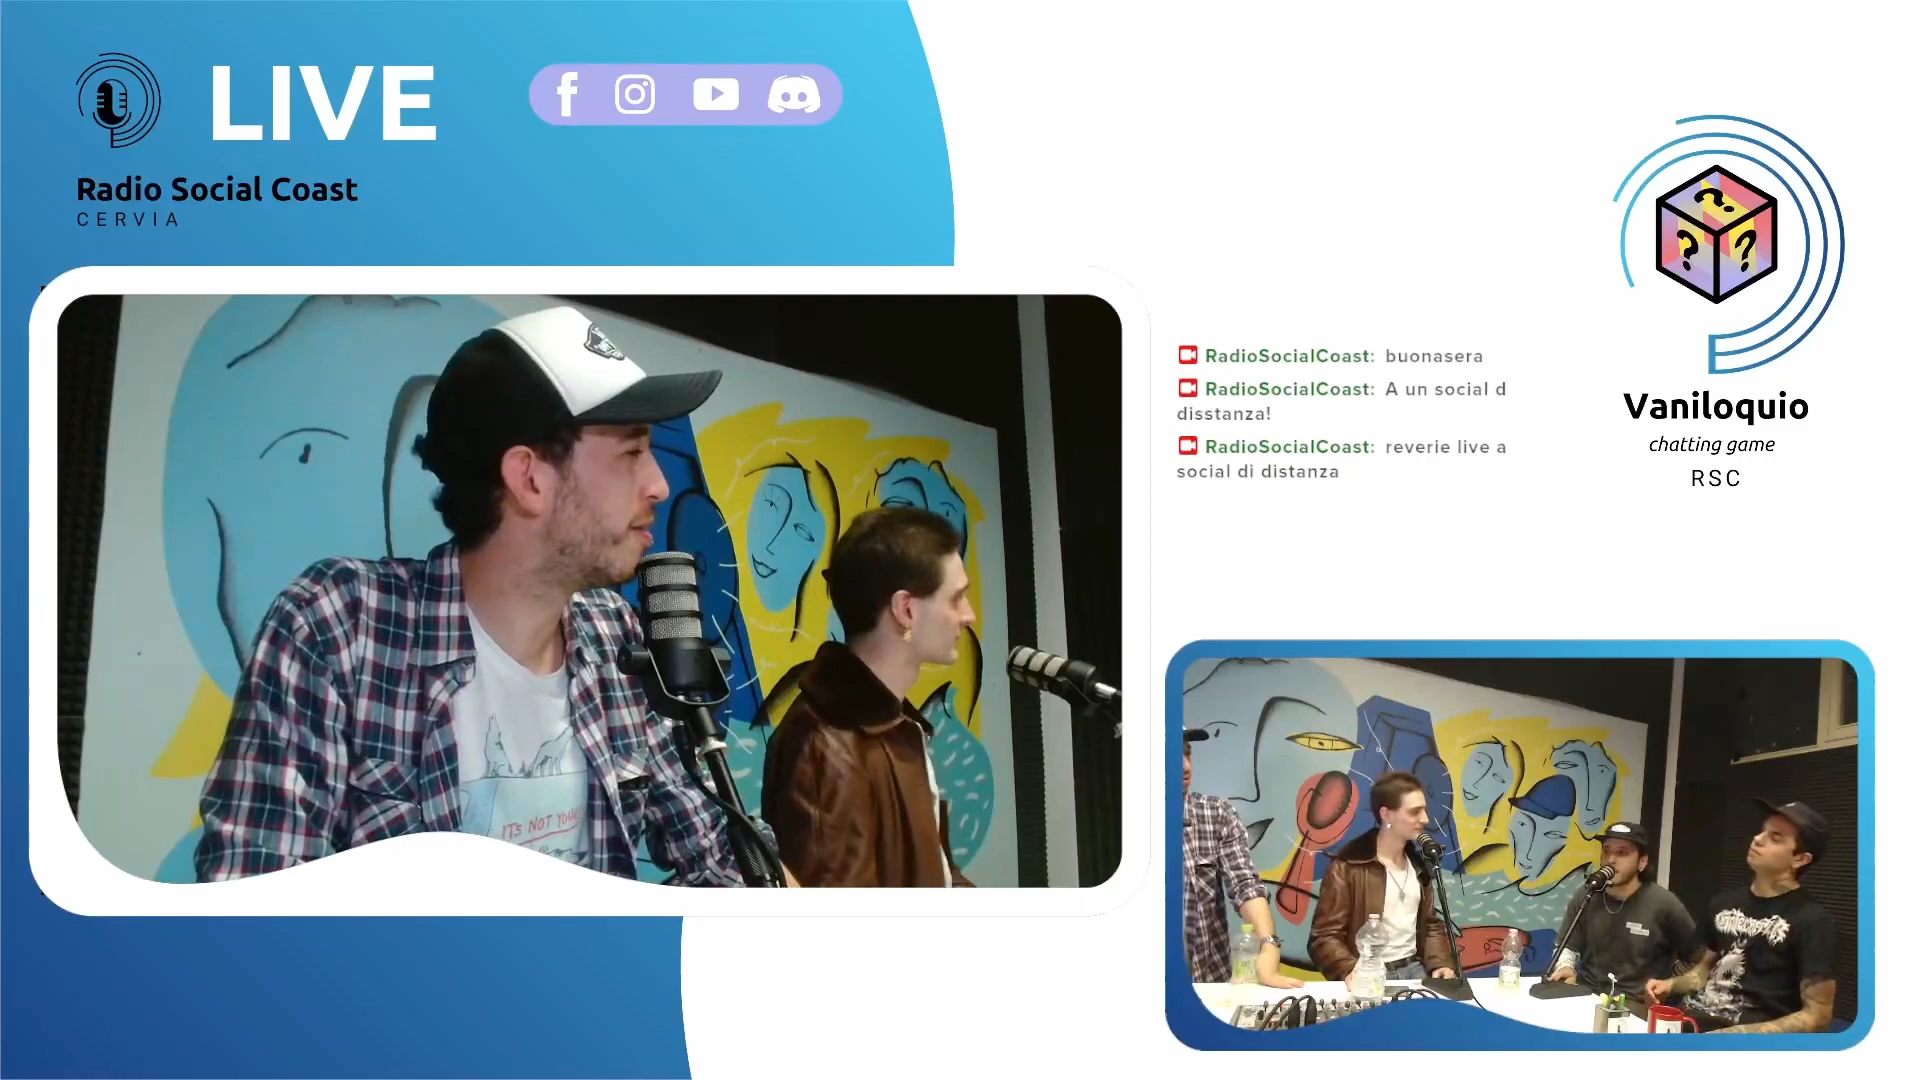 LIVE
Radio Social Coast
CERVIA
RadioSocialCoast: buonasera
RadioSocialCoast: A un social d
disstanza!
RadioSocialCoast: reverie live a
social di distanza
Vaniloquio
chatting game
RSC
IT'S NOT YOU